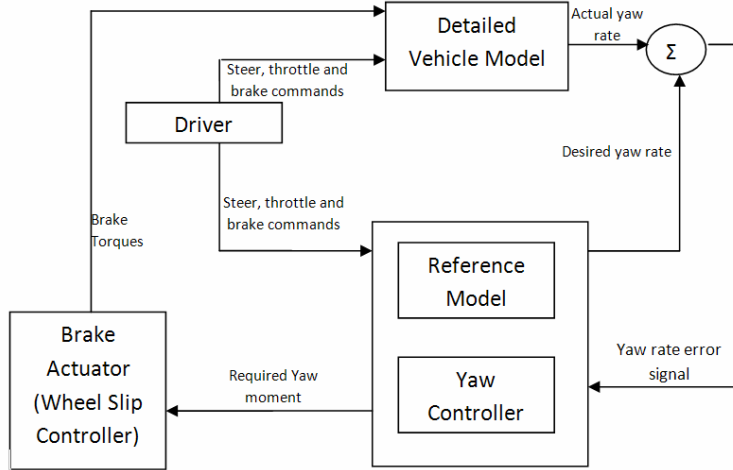 Detailed
Vehicle Model
Actual yaw
rate
Σ
Steer, throttle and
brake commands
Driver
Desired yaw rate
Steer, throttle and
brake commands
Brake
Torques
Reference
Model
Brake
Actuator
(Wheel Slip
Controller)
Required Yaw
moment
Yaw
Controller
Yaw rate error
signal